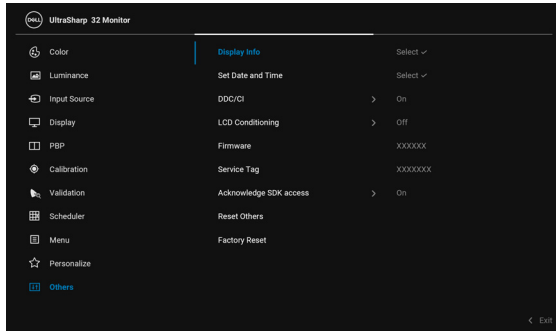 DELL UltraSharp 32 Monitor
Color
Luminance
Input Source
Display
PBP
Calibration
Validation
Scheduler
Menu
Personalize
Others
Display Info Select
Set Date and Time Select
DDC/CI On
LCD Conditioning Off
Firmware XXXXXX
Service Tag XXXXXXX
Acknowledge SDK access On
Reset Others
Factory Reset
Exit